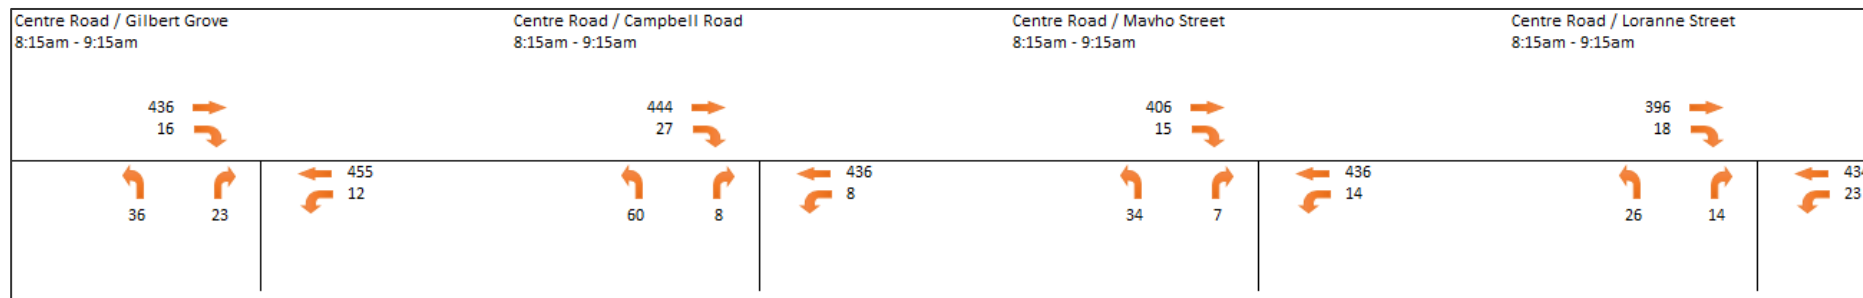 Centre Road / Gilbert Grove
8:15am - 9:15am
436
16
455
12
36 23
Centre Road / Campbell Road
8:15am - 9:15am
444
27
436
8
60 8
Centre Road / Mavho Street
8:15am - 9:15am
406
15
436
14
34 7
Centre Road / Loranne Street
8:15am - 9:15am
396
18
23
26 14